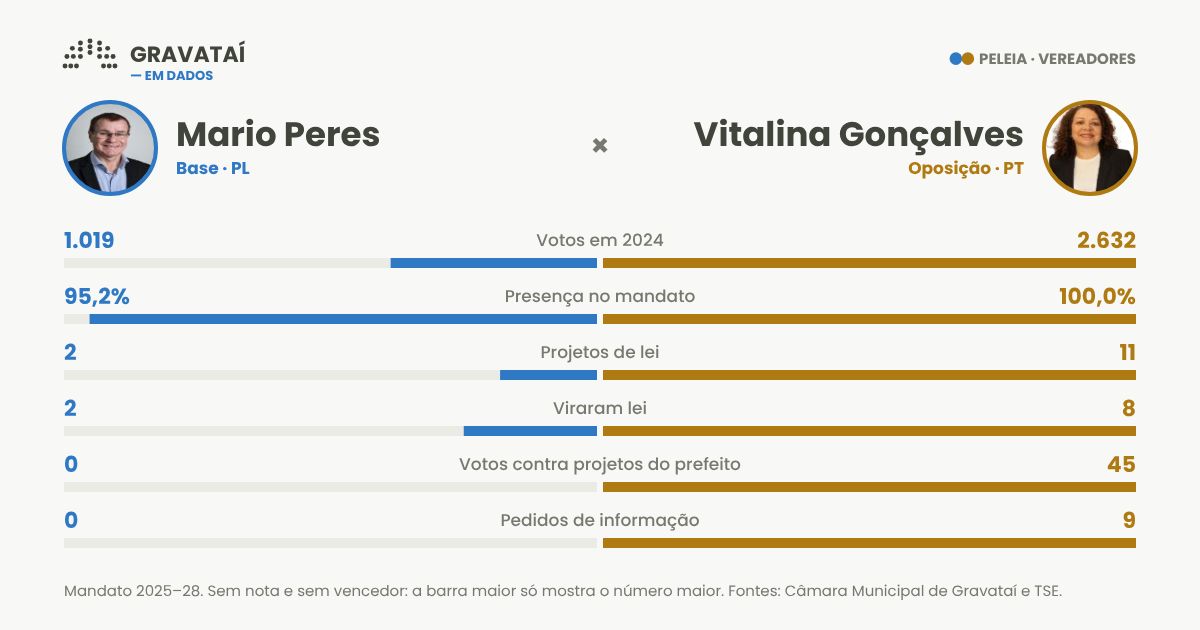 GRAVATAÍ
— EM DADOS
PELEIA · VEREADORES
Mario Peres
Base · PL
×
Vitalina Gonçalves
Oposição · PT
1.019 Votos em 2024 2.632
95,2% Presença no mandato 100,0%
2 Projetos de lei 11
2 Viraram lei 8
0 Votos contra projetos do prefeito 45
0 Pedidos de informação 9
Mandato 2025–28. Sem nota e sem vencedor: a barra maior só mostra o número maior. Fontes: Câmara Municipal de Gravataí e TSE.